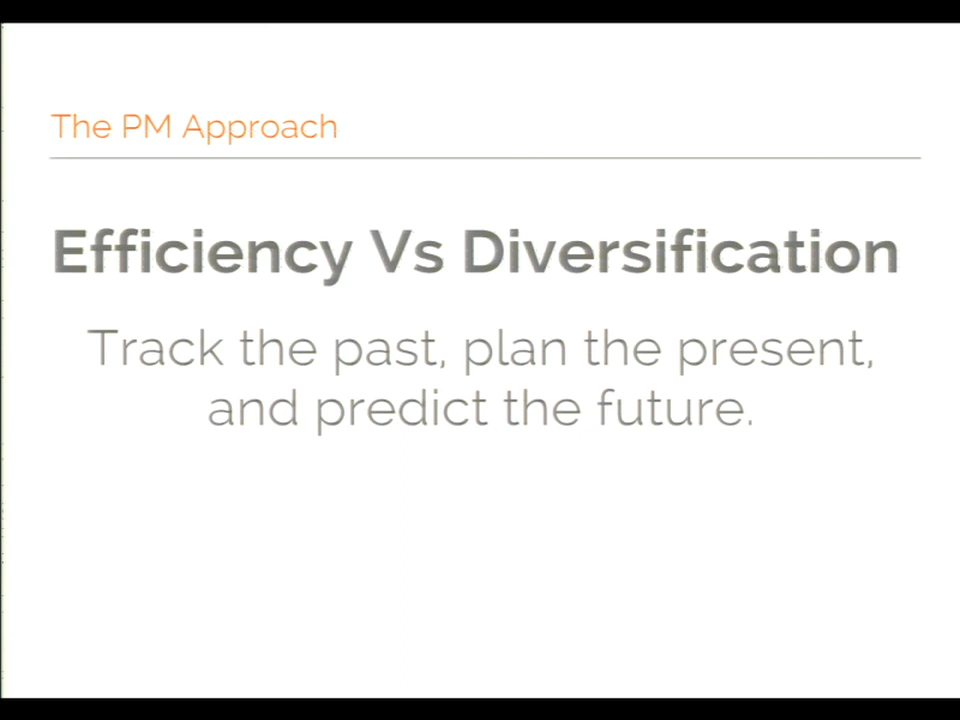 The PM Approach
Efficiency Vs Diversification
Track the past, plan the present,
and predict the future.